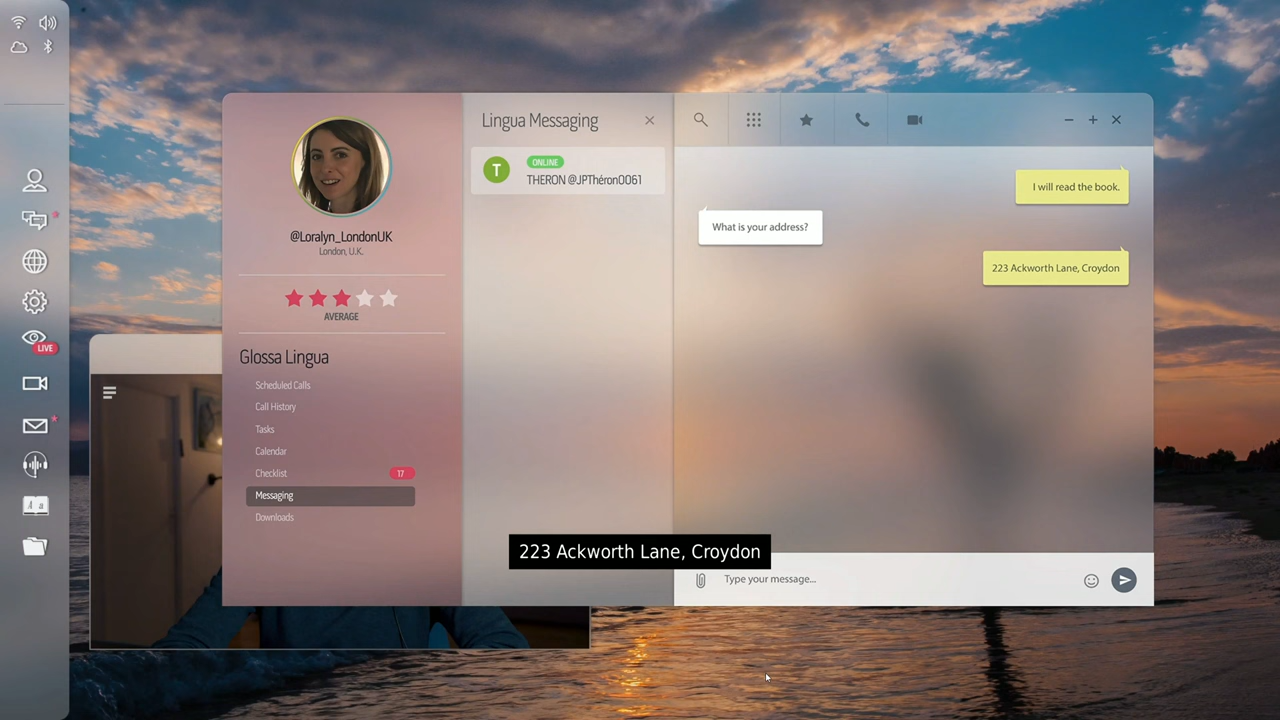 LIVE
@Loralyn_LondonUK
London, U.K.
AVERAGE
Glossa Lingua
Scheduled Calls
Call History
Tasks
Calendar
Checklist 17
Messaging
Downloads
Lingua Messaging
T
ONLINE
THERON @JPThéron0061
I will read the book.
What is your address?
223 Ackworth Lane, Croydon
223 Ackworth Lane, Croydon
Type your message...
A a